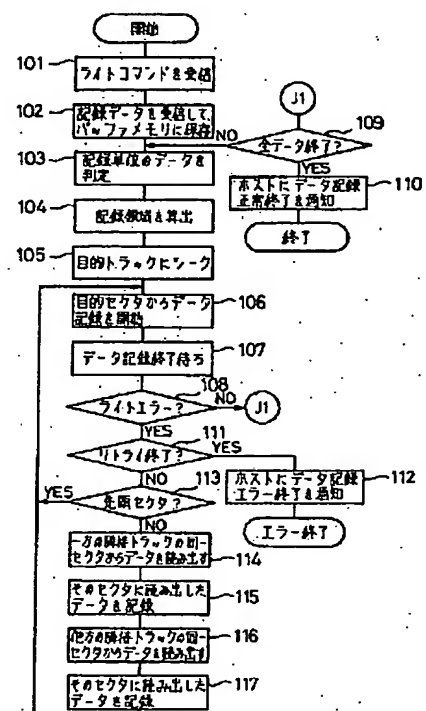 開始
101
ライトコマンドを受信
102
記録データを受信して、
バッファメモリに保存
103
記録単位のデータを
判定
104
記録領域を算出
105
目的トラックにシーク
目的セクタからデータ
記録を開始
106
データ記録終了待ち
107
ライトエラー?
108
NO
J1
YES
リトライ終了?
111
YES
NO
先頭セクタ?
113
YES
NO
一方の隣接トラックの同一
セクタからデータを読み出す
114
そのセクタに読み出した
データを記録
115
他方の隣接トラックの同一
セクタからデータを読み出す
116
そのセクタに読み出した
データを記録
117
J1
全データ終了?
109
NO
YES
ホストにデータ記録
正常終了を通知
110
終了
ホストにデータ記録
エラー終了を通知
112
エラー終了